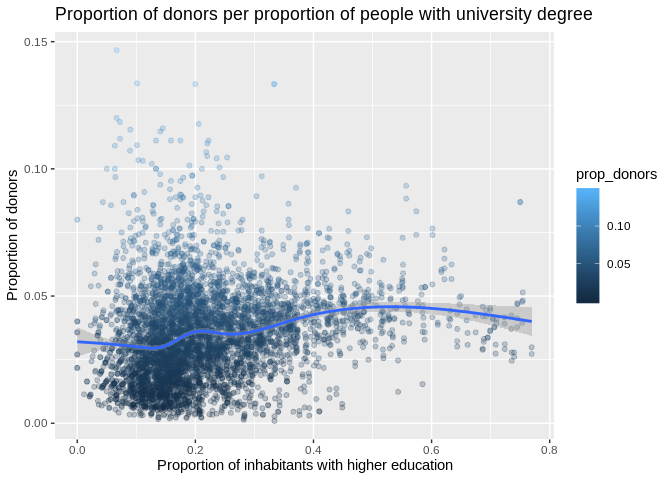 Proportion of donors per proportion of people with university degree
0.15
0.10
0.05
0.00
Proportion of donors
0.0 0.2 0.4 0.6 0.8
Proportion of inhabitants with higher education
prop_donors
0.10
0.05